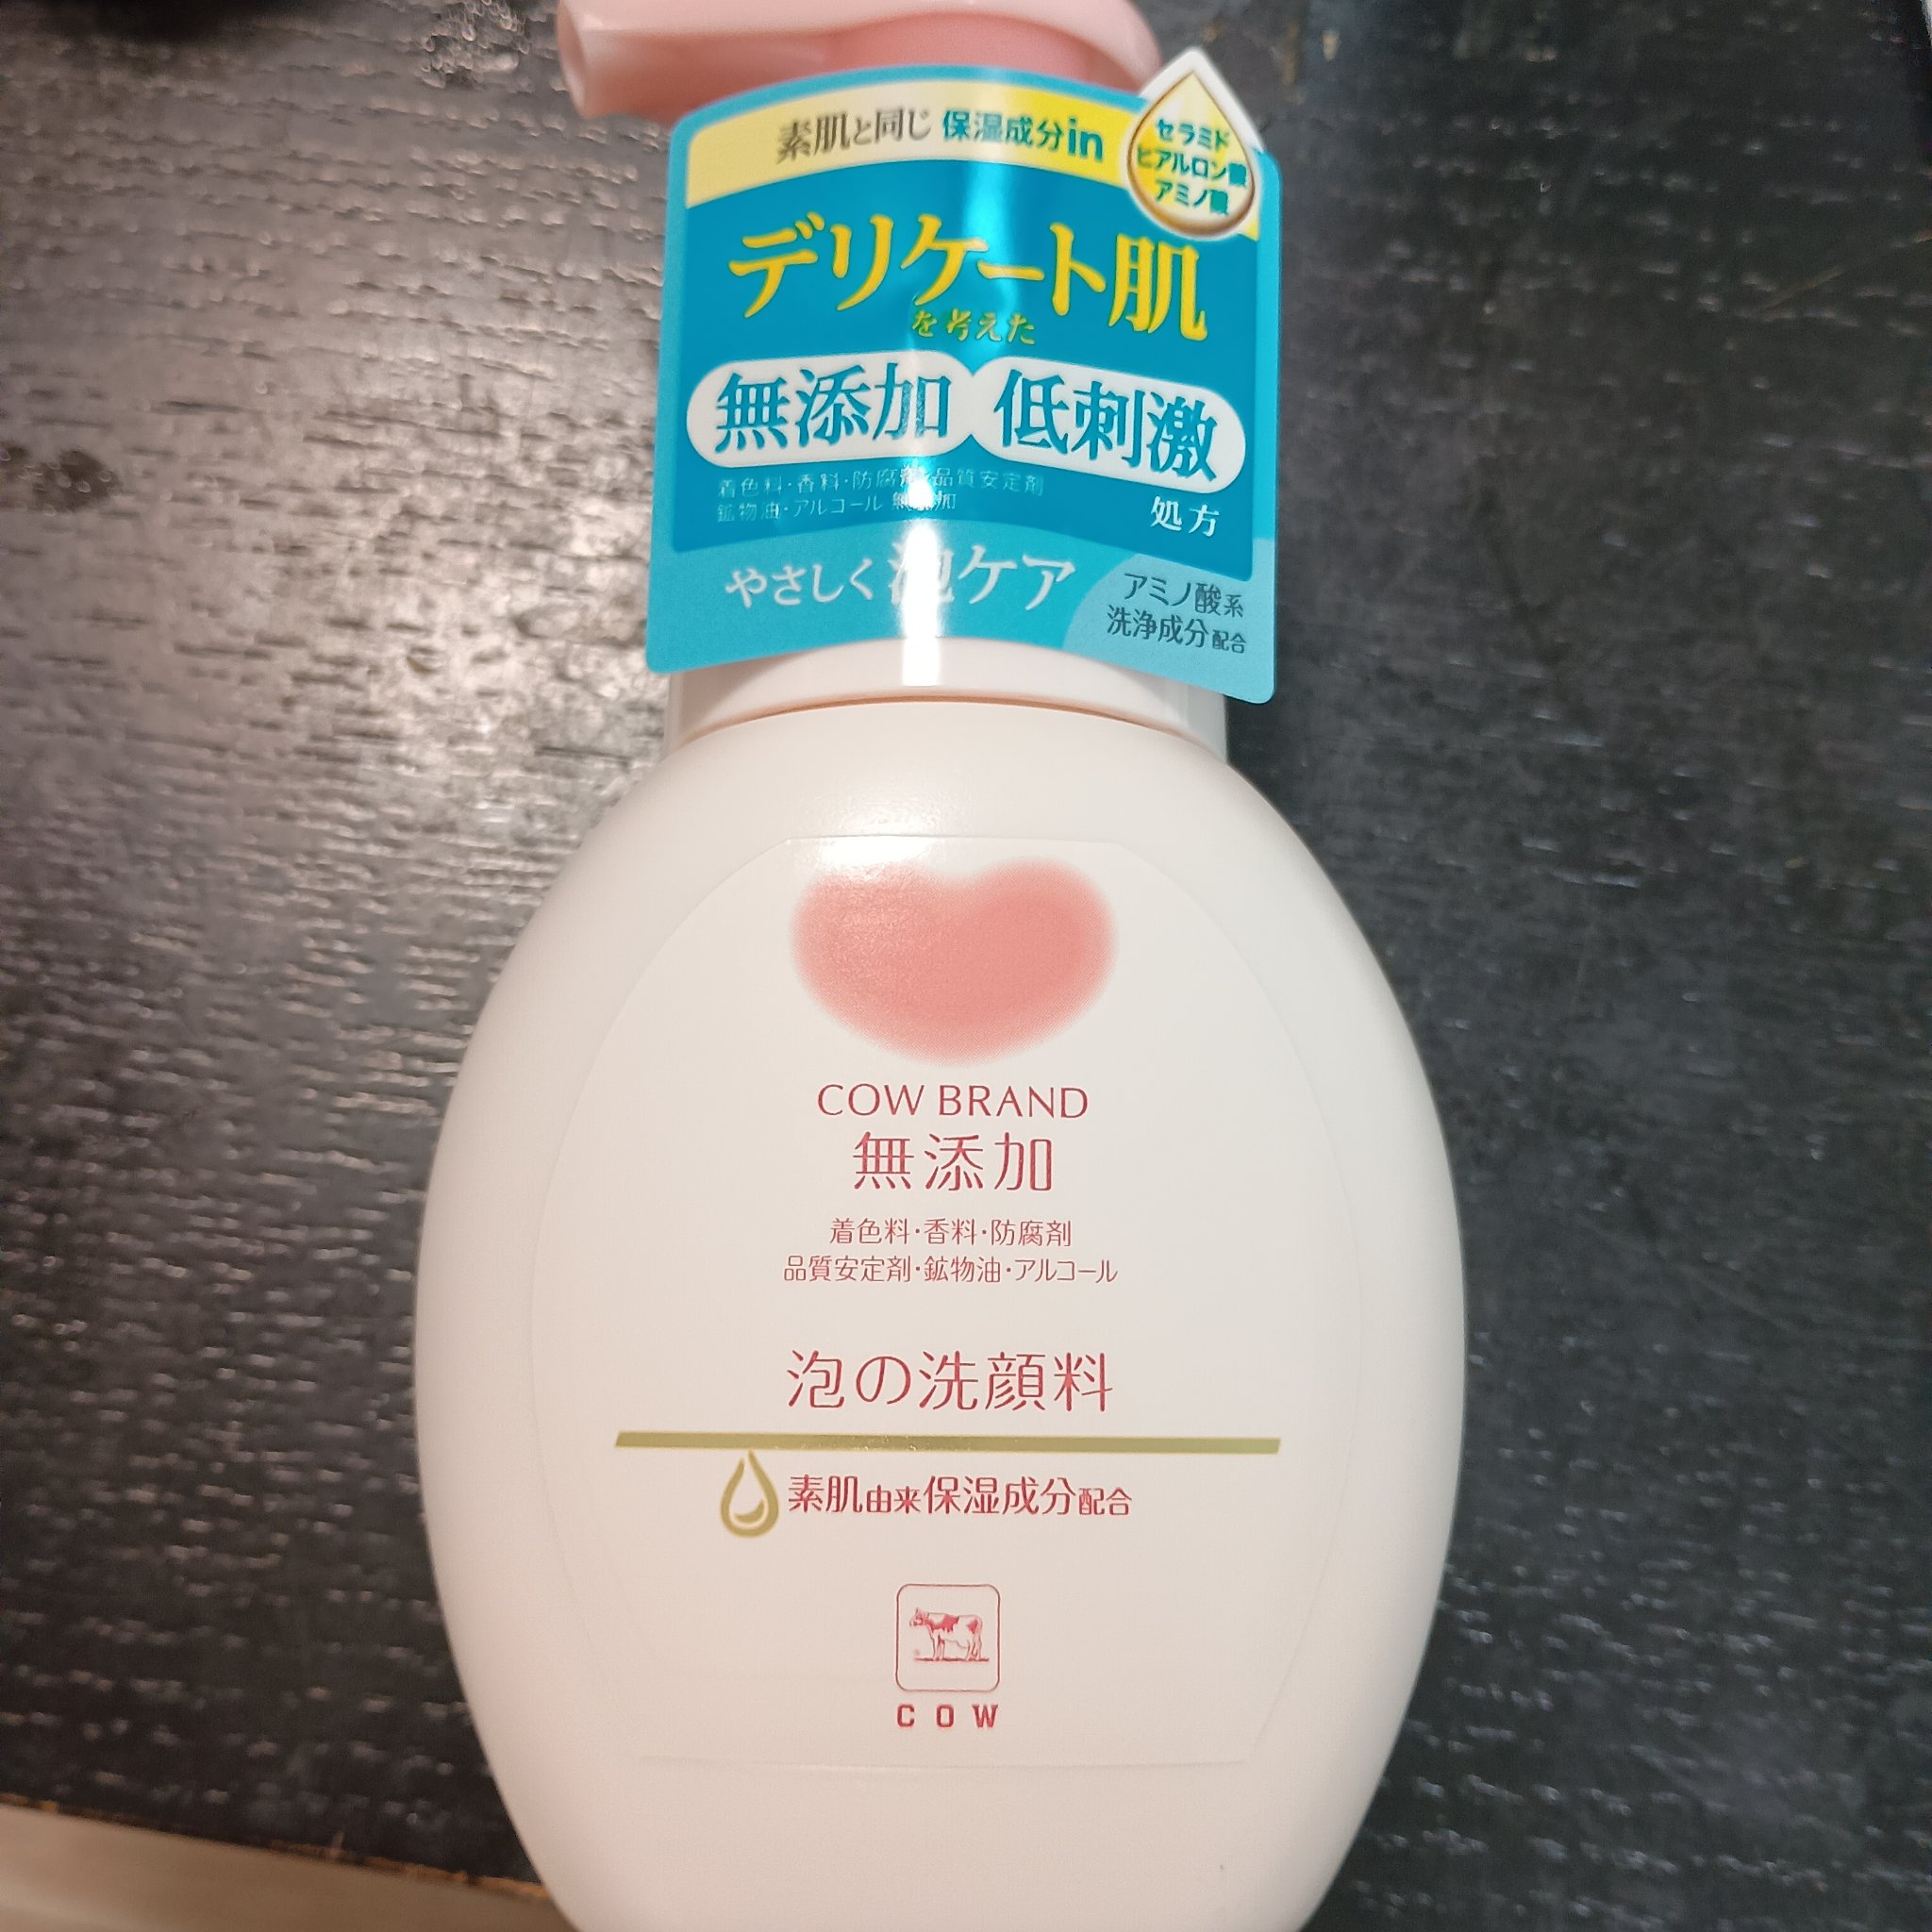 素肌と同じ 保湿成分in
セラミド
ヒアルロン酸
アミノ酸
デリケート肌
を考えた
無添加 低刺激
着色料・香料・防腐剤・品質安定剤
鉱物油・アルコール 無添加
処方
やさしく泡ケア
アミノ酸系
洗浄成分配合
COW BRAND
無添加
着色料・香料・防腐剤
品質安定剤・鉱物油・アルコール
泡の洗顔料
素肌由来保湿成分配合
COW